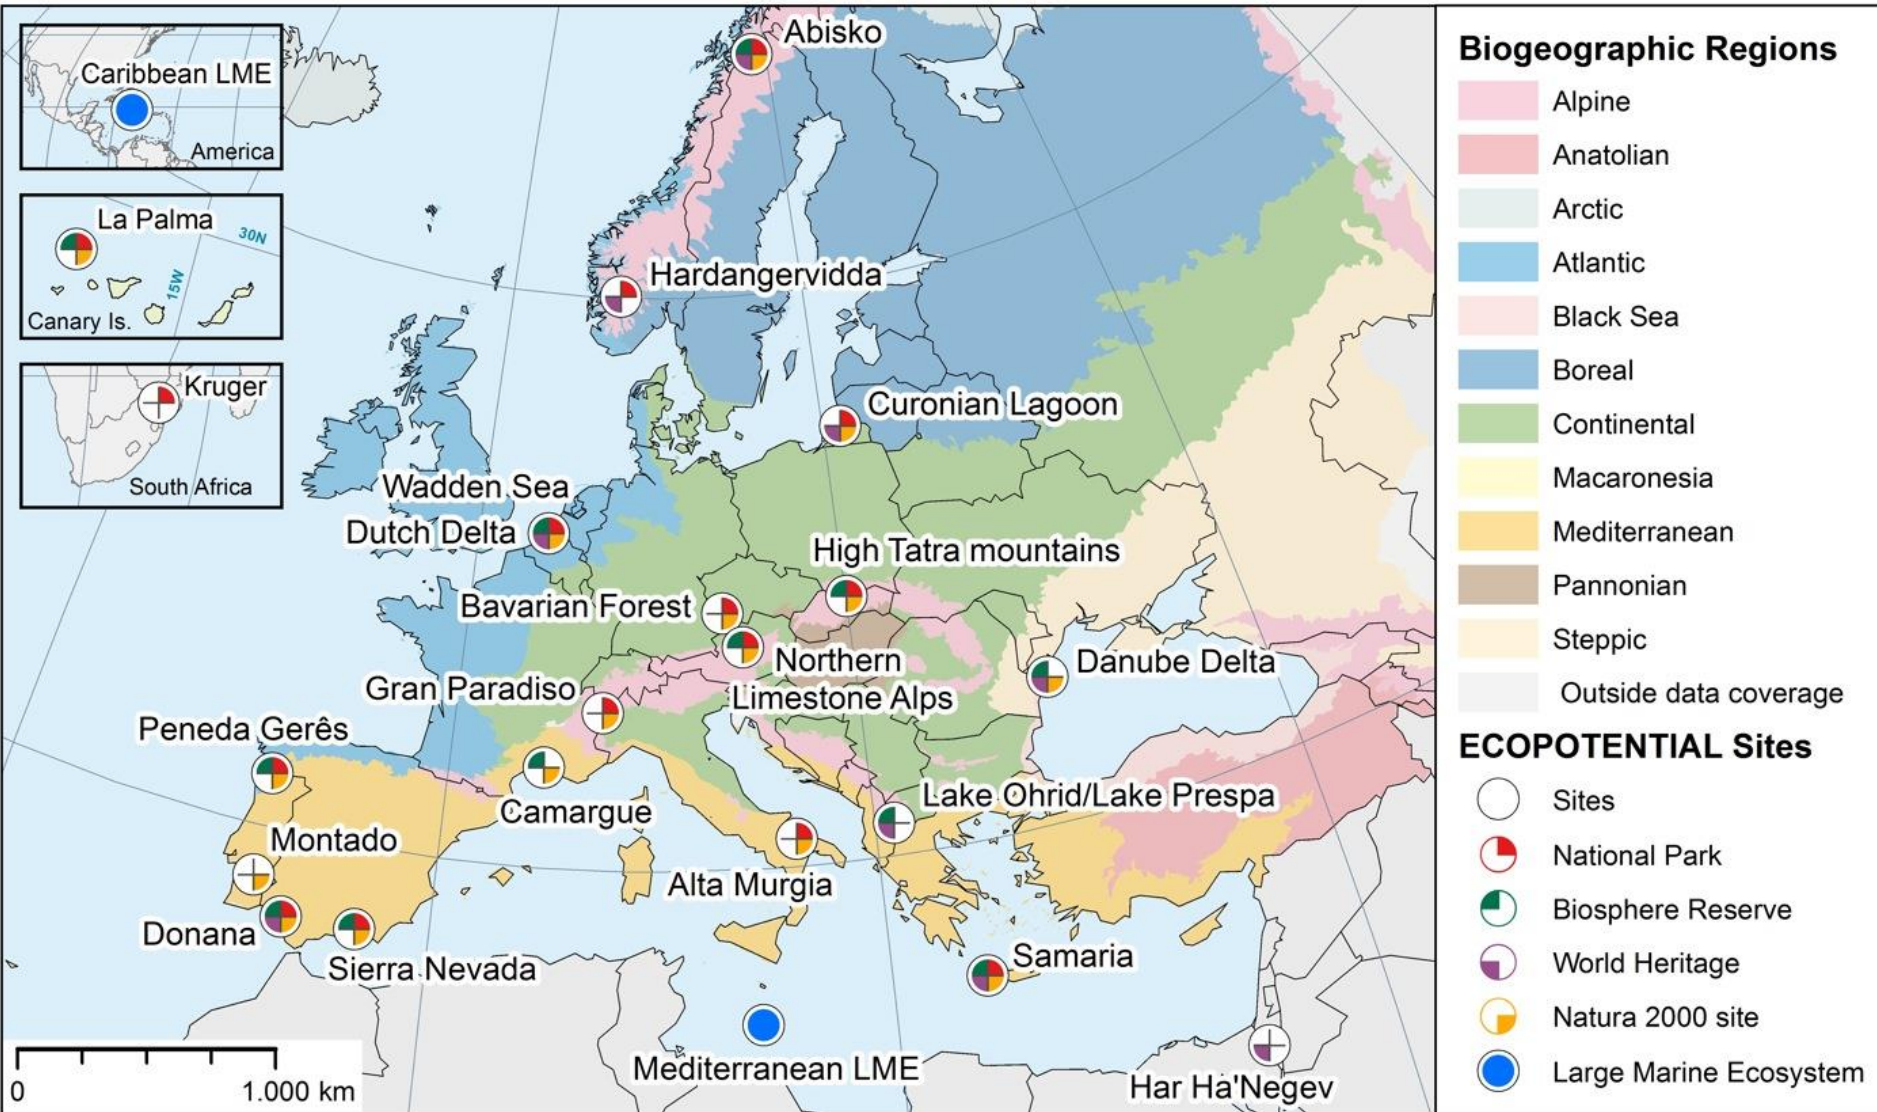 Caribbean LME
America
La Palma
30N
15W
Canary Is.
Kruger
South Africa
Abisko
Hardangervidda
Curonian Lagoon
Wadden Sea
Dutch Delta
High Tatra mountains
Bavarian Forest
Northern
Limestone Alps
Danube Delta
Gran Paradiso
Peneda Gerês
Camargue
Lake Ohrid/Lake Prespa
Montado
Alta Murgia
Donana
Sierra Nevada
Samaria
Mediterranean LME
Har Ha'Negev
0
1.000 km
Biogeographic Regions
Alpine
Anatolian
Arctic
Atlantic
Black Sea
Boreal
Continental
Macaronesia
Mediterranean
Pannonian
Steppic
Outside data coverage
ECOPOTENTIAL Sites
Sites
National Park
Biosphere Reserve
World Heritage
Natura 2000 site
Large Marine Ecosystem